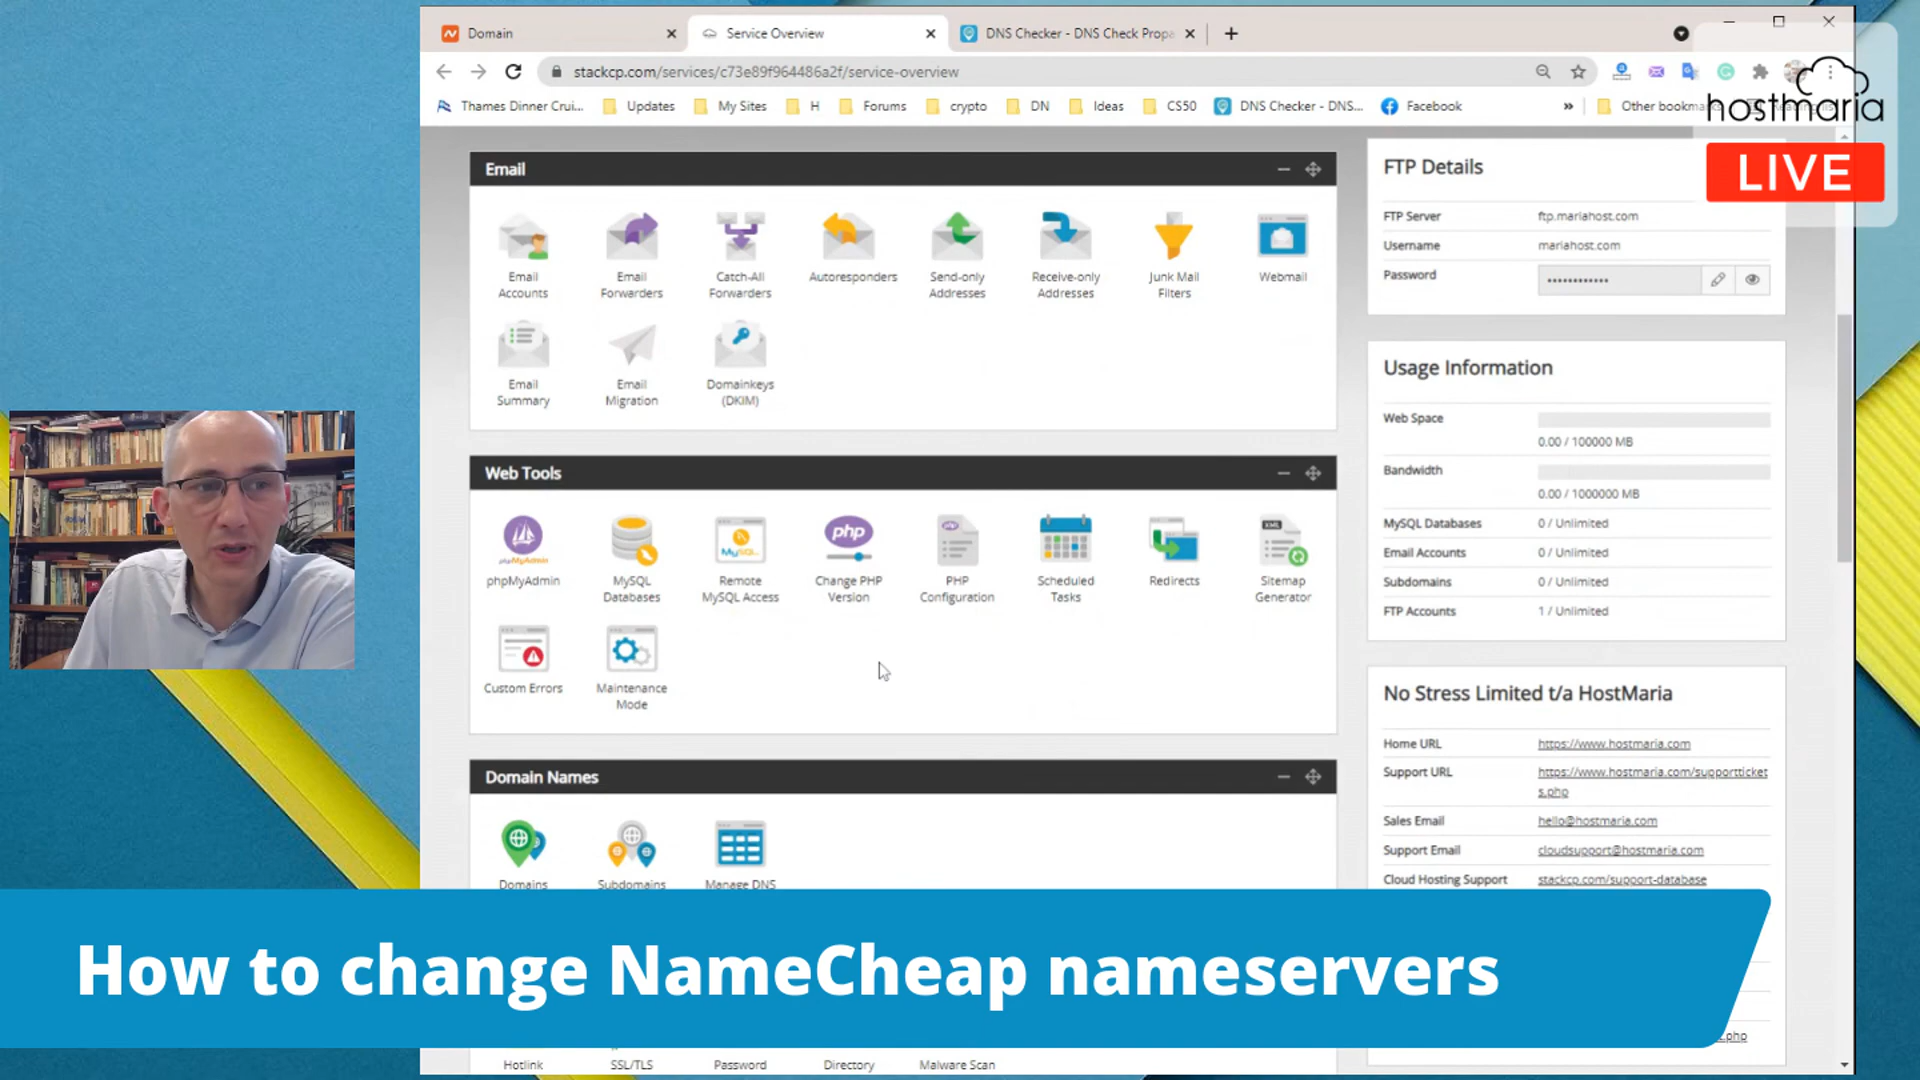 Domain
Service Overview
DNS Checker - DNS Check Propa
stackcp.com/services/c73e89f964486a2f/service-overview
Thames Dinner Crui...
Updates
My Sites
H
Forums
crypto
DN
Ideas
CS50
DNS Checker - DNS...
Facebook
»
Other bookma
hostmaria
LIVE
Email
Email Accounts
Email Forwarders
Catch-All Forwarders
Autoresponders
Send-only Addresses
Receive-only Addresses
Junk Mail Filters
Webmail
Email Summary
Email Migration
Domainkeys (DKIM)
Web Tools
phpMyAdmin
phpMyAdmin
MySQL Databases
MySQL
Remote MySQL Access
php
Change PHP Version
php
PHP Configuration
Scheduled Tasks
Redirects
XML
Sitemap Generator
Custom Errors
Maintenance Mode
Domain Names
Domains
Subdomains
Manage DNS
Hotlink
SSL/TLS
Password
Directory
Malware Scan
FTP Details
FTP Server ftp.mariahost.com
Username mariahost.com
Password ••••••••••••
Usage Information
Web Space
0.00 / 100000 MB
Bandwidth
0.00 / 1000000 MB
MySQL Databases 0 / Unlimited
Email Accounts 0 / Unlimited
Subdomains 0 / Unlimited
FTP Accounts 1 / Unlimited
No Stress Limited t/a HostMaria
Home URL https://www.hostmaria.com
Support URL https://www.hostmaria.com/supportticket
s.php
Sales Email hello@hostmaria.com
Support Email cloudsupport@hostmaria.com
Cloud Hosting Support stackcp.com/support-database
.php
How to change NameCheap nameservers